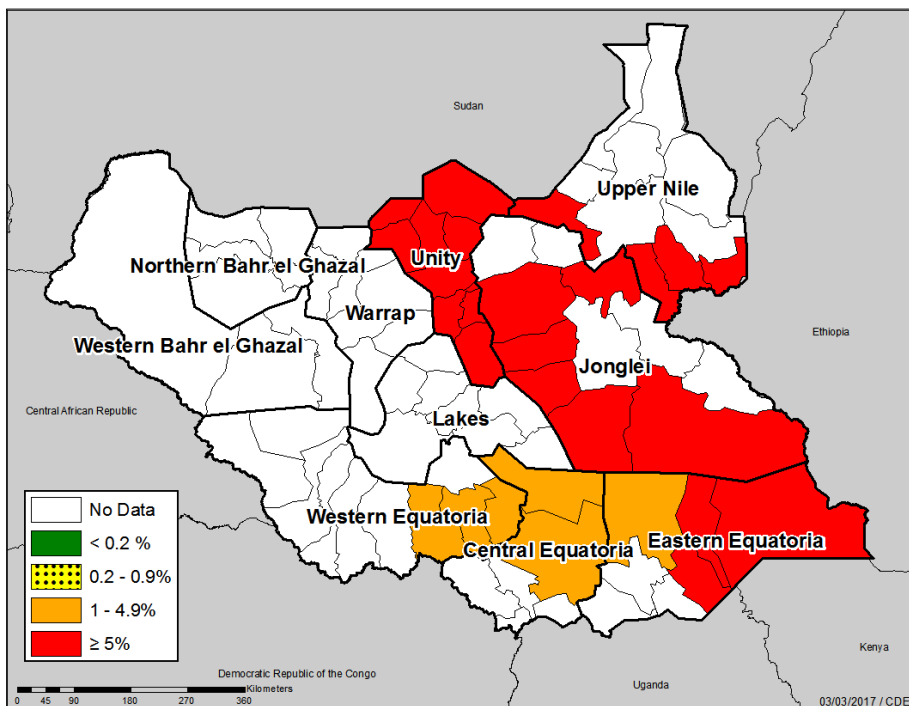 Sudan
Upper Nile
Northern Bahr el Ghazal
Unity
Warrap
Ethiopia
Western Bahr el Ghazal
Jonglei
Central African Republic
Lakes
No Data
< 0.2 %
0.2 - 0.9%
1 - 4.9%
≥ 5%
Western Equatoria
Central Equatoria
Eastern Equatoria
Kenya
Democratic Republic of the Congo
Kilometers
0 45 90 180 270 360
Uganda
03/03/2017 / CDE